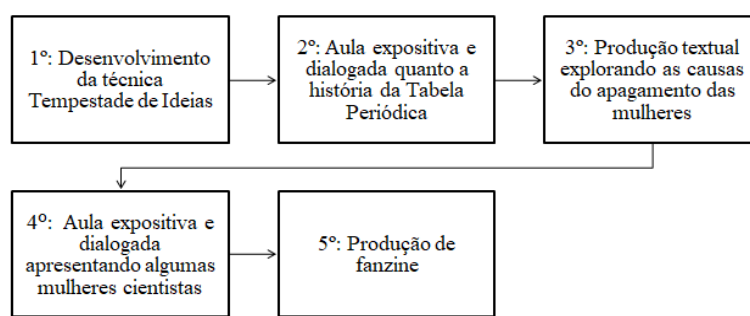 1º: Desenvolvimento
da técnica
Tempestade de Ideias
2º: Aula expositiva e
dialogada quanto a
história da Tabela
Periódica
3º: Produção textual
explorando as causas
do apagamento das
mulheres
4º: Aula expositiva e
dialogada
apresentando algumas
mulheres cientistas
5º: Produção de
fanzine